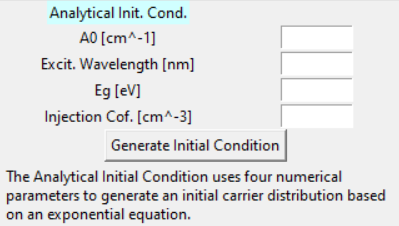 Analytical Init. Cond.
A0 [cm^-1]
Excit. Wavelength [nm]
Eg [eV]
Injection Cof. [cm^-3]
Generate Initial Condition
The Analytical Initial Condition uses four numerical
parameters to generate an initial carrier distribution based
on an exponential equation.